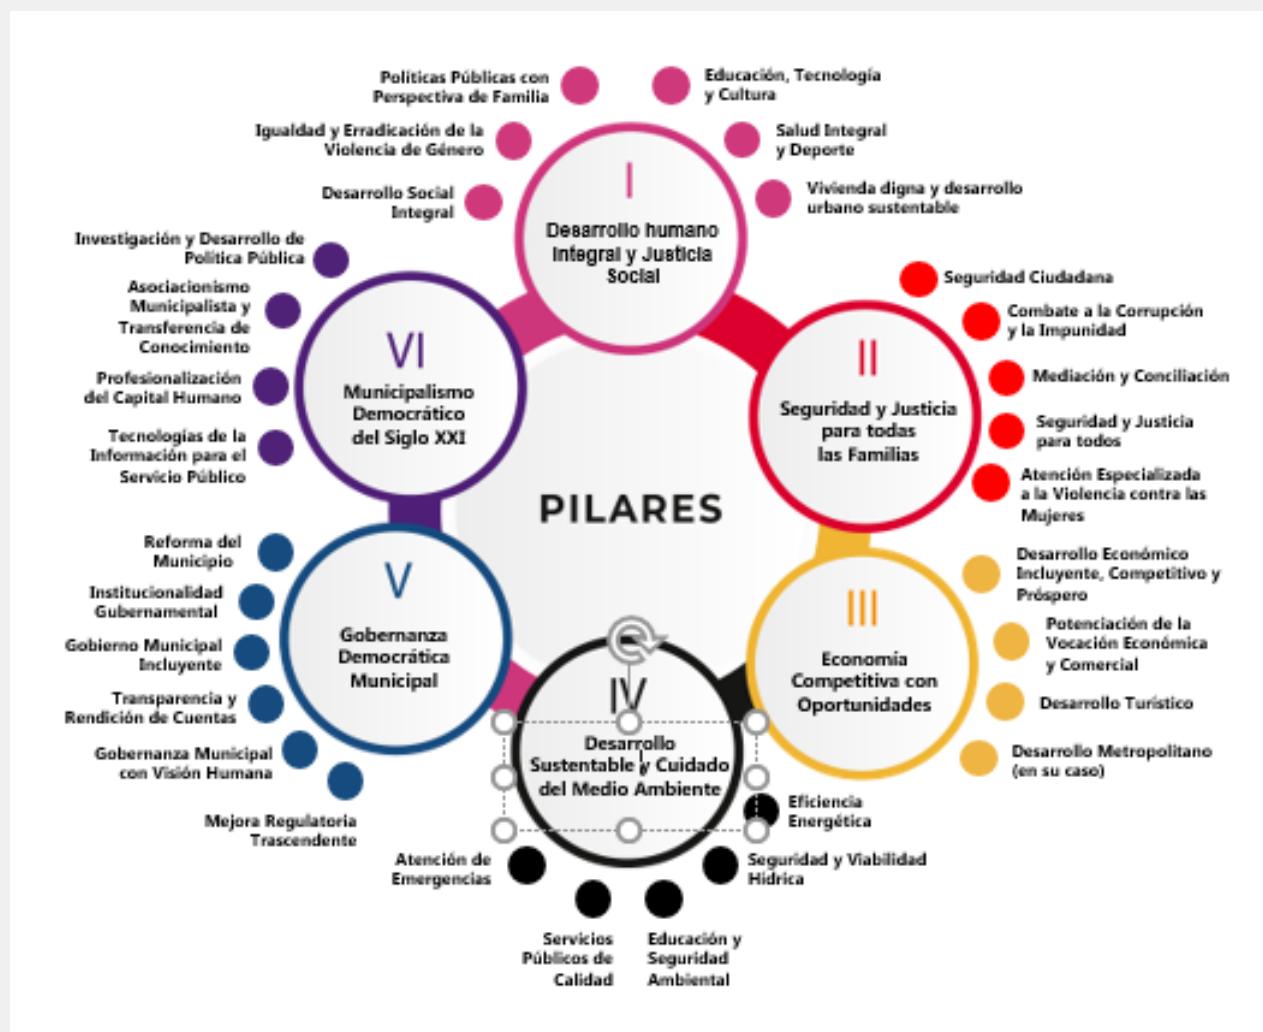 Políticas Públicas con
Perspectiva de Familia
Educación, Tecnología
y Cultura
Igualdad y Erradicación de la
Violencia de Género
Salud Integral
y Deporte
Desarrollo Social
Integral
Vivienda digna y desarrollo
urbano sustentable
I
Desarrollo humano
Integral y Justicia
Social
Seguridad Ciudadana
Combate a la Corrupción
y la Impunidad
Mediación y Conciliación
Seguridad y Justicia
para todos
Atención Especializada
a la Violencia contra las
Mujeres
II
Seguridad y Justicia
para todas
las Familias
Investigación y Desarrollo de
Política Pública
Asociacionismo
Municipalista y
Transferencia de
Conocimiento
Profesionalización
del Capital Humano
Tecnologías de la
Información para el
Servicio Público
VI
Municipalismo
Democrático
del Siglo XXI
PILARES
Reforma del
Municipio
Institucionalidad
Gubernamental
Gobierno Municipal
Incluyente
Transparencia y
Rendición de Cuentas
Gobernanza Municipal
con Visión Humana
Mejora Regulatoria
Trascendente
V
Gobernanza
Democrática
Municipal
III
Economía
Competitiva con
Oportunidades
Desarrollo Económico
Incluyente, Competitivo y
Próspero
Potenciación de la
Vocación Económica
y Comercial
Desarrollo Turístico
Desarrollo Metropolitano
(en su caso)
IV
Desarrollo
Sustentable y Cuidado
del Medio Ambiente
Eficiencia
Energética
Seguridad y Viabilidad
Hídrica
Atención de
Emergencias
Servicios
Públicos de
Calidad
Educación y
Seguridad
Ambiental